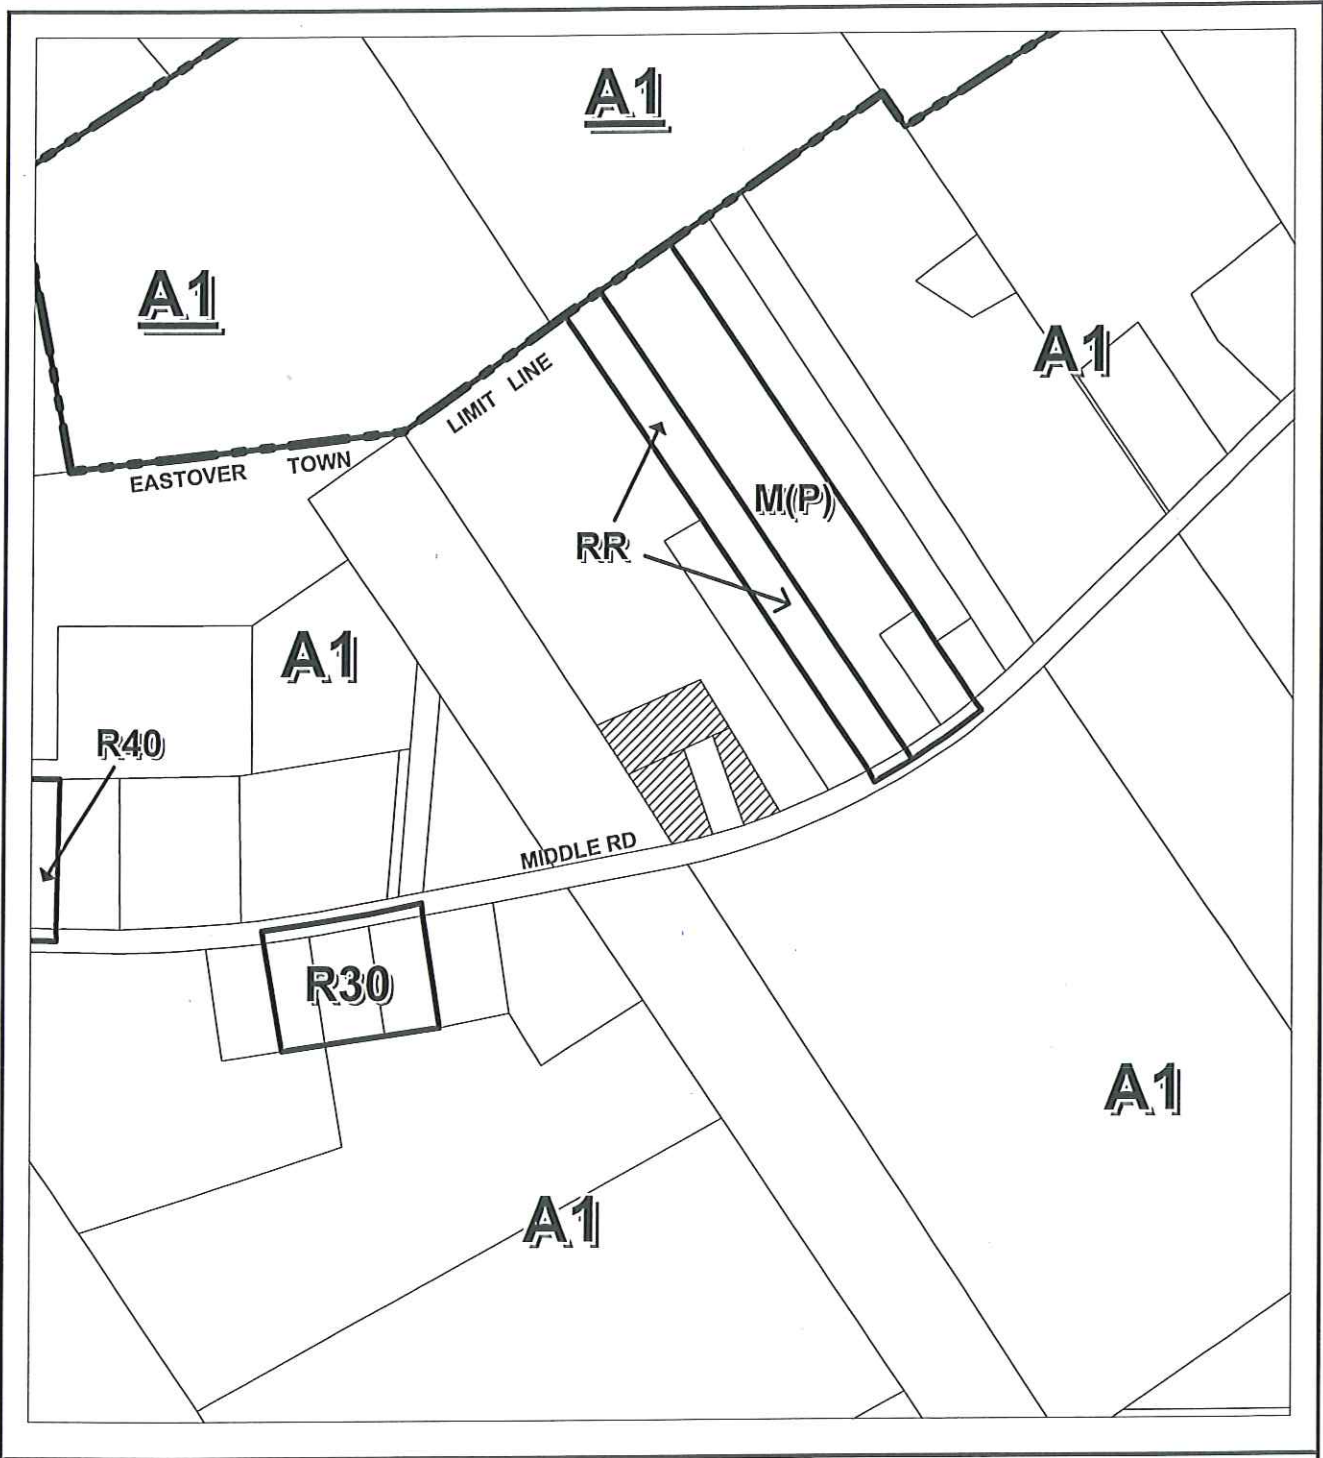 A1
A1
LIMIT LINE
A1
EASTOVER TOWN
M(P)
RR
A1
R40
MIDDLE RD
R30
A1
A1